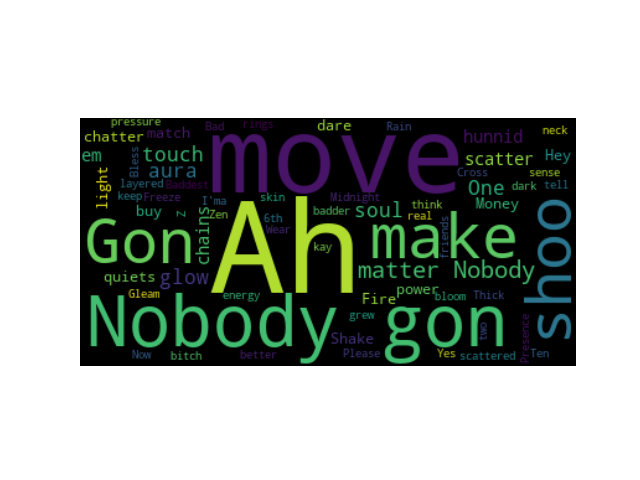 pressure Bad rings dare Rain neck
chatter match move hunnid
em Bless touch scatter Hey
light layered aura Baddest One Cross dark sense tell
keep Freeze I'ma skin Midnight think Money
buy Z Zen 6th badder soul real
Gon chains Ah Wear kay make friends shoo
quiets glow matter Nobody
Gleam energy Fire power bloom Thick
Nobody grew gon two
Shake Presence
Now bitch better Please Yes scattered Ten